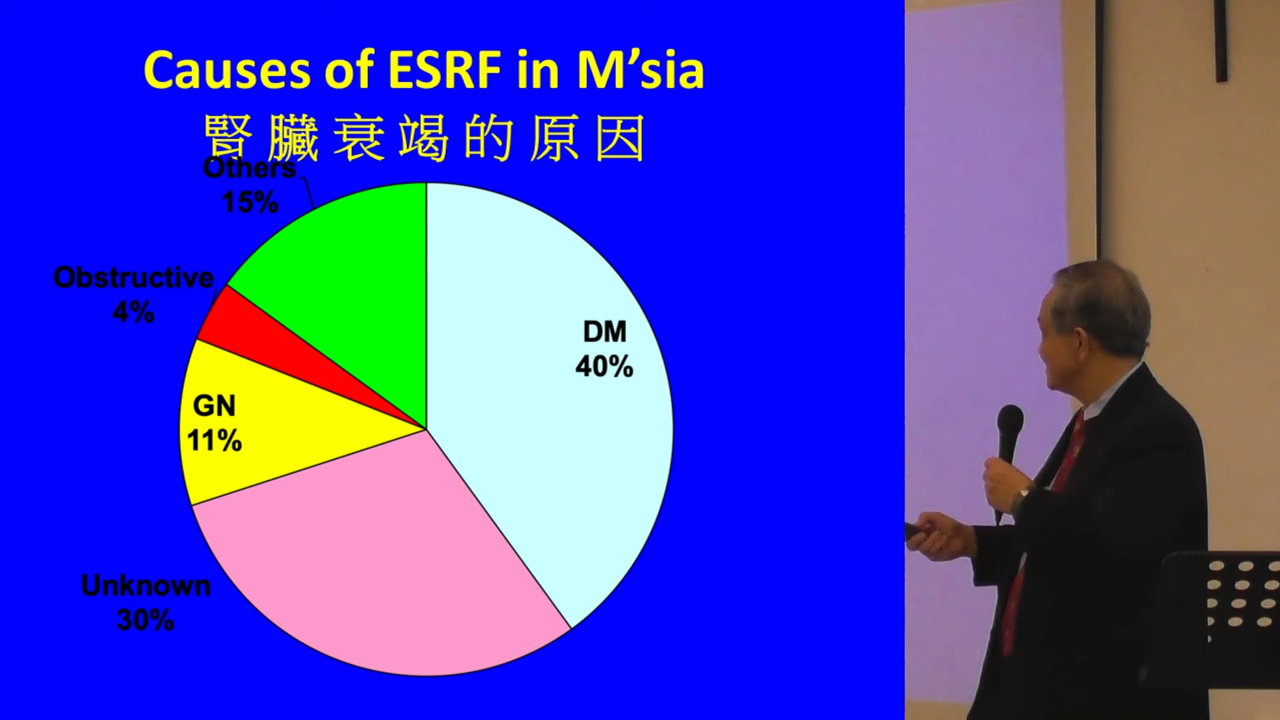 Causes of ESRF in M’sia
腎臟衰竭的原因
Others
15%
Obstructive
4%
DM
40%
GN
11%
Unknown
30%